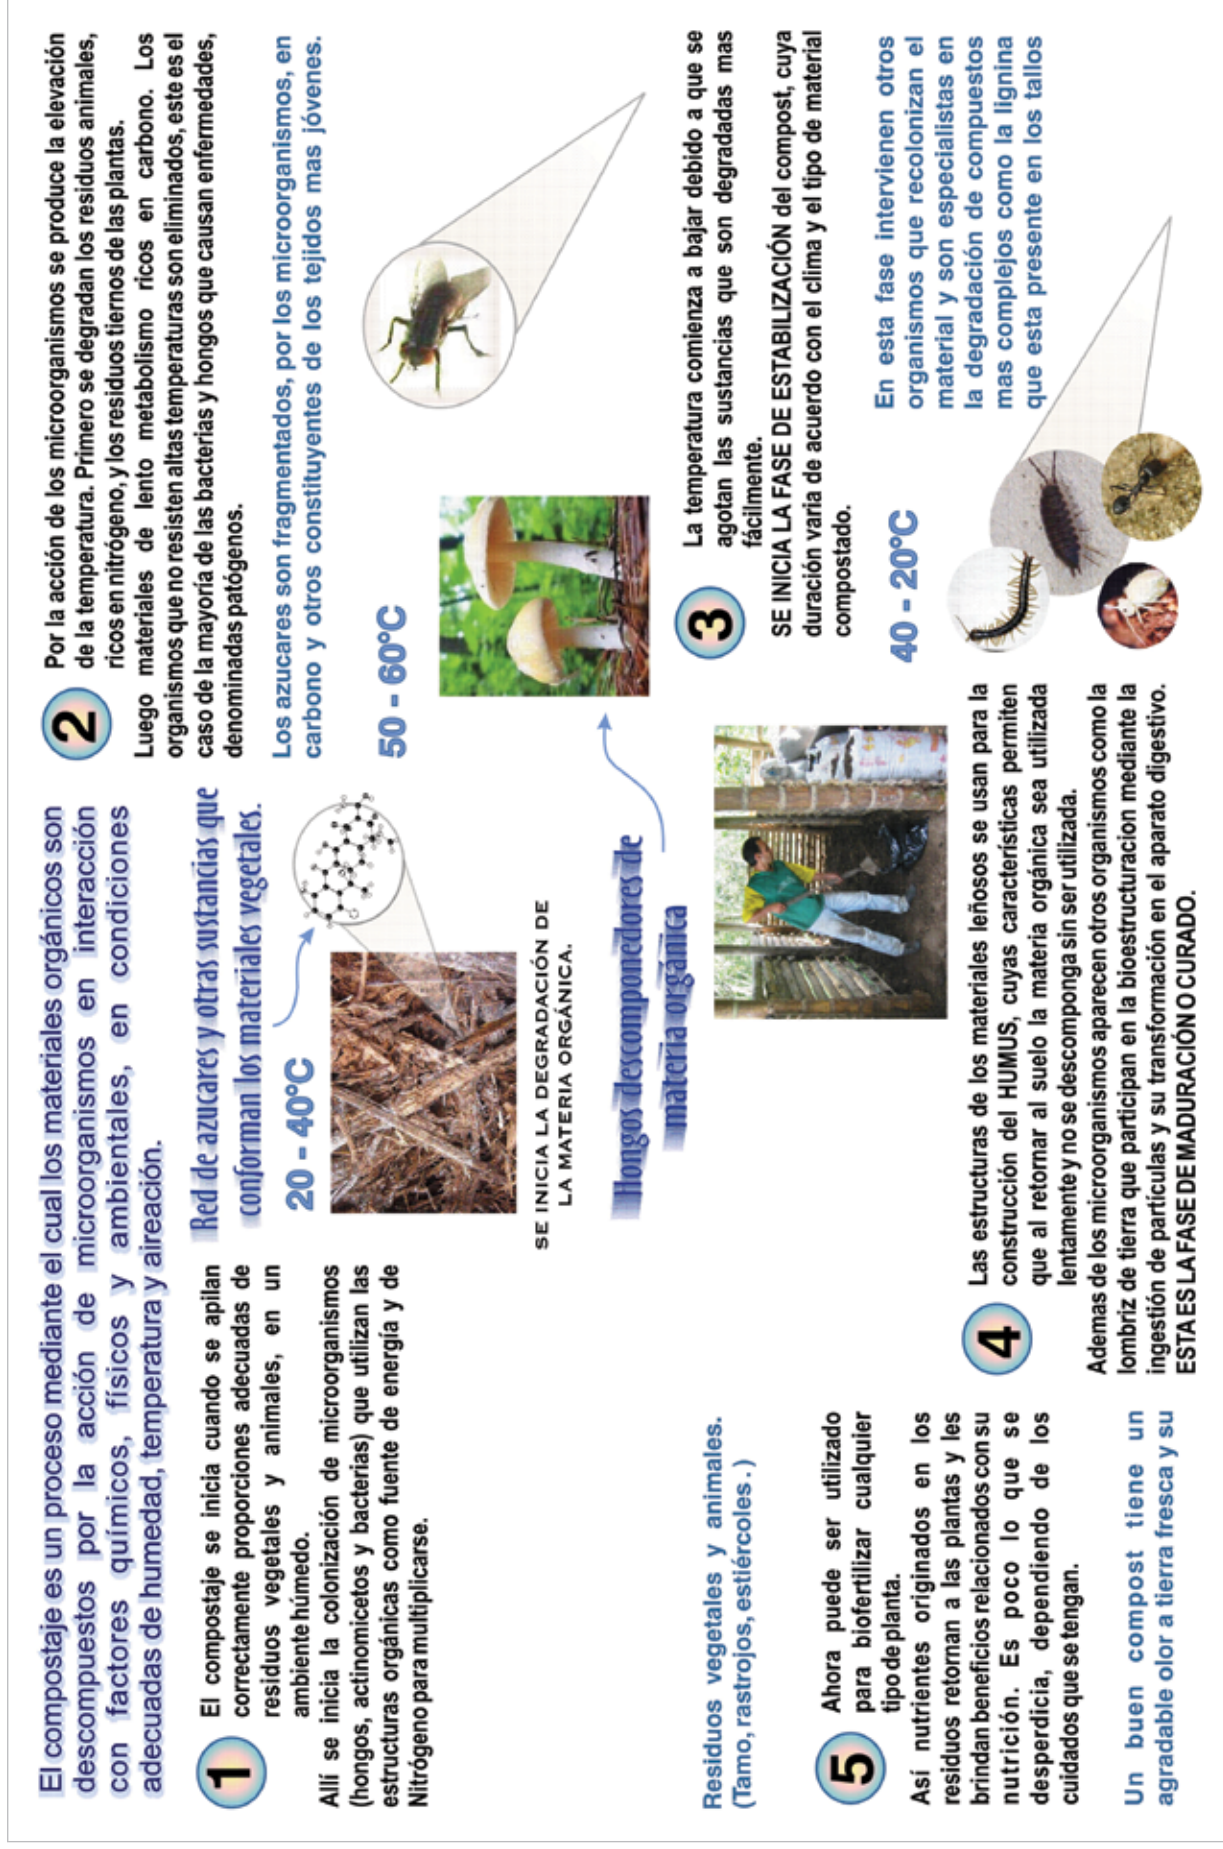 El compostaje es un proceso mediante el cual los materiales orgánicos son
descompuestos por la acción de microorganismos en interacción
con factores químicos, físicos y ambientales, en condiciones
adecuadas de humedad, temperatura y aireación.
1
El compostaje se inicia cuando se apilan
correctamente proporciones adecuadas de
residuos vegetales y animales, en un
ambiente húmedo.
Allí se inicia la colonización de microorganismos
(hongos, actinomicetos y bacterias) que utilizan las
estructuras orgánicas como fuente de energía y de
Nitrógeno para multiplicarse.
Red de azucares y otras sustancias que
conforman los materiales vegetales.
20 - 40°C
SE INICIA LA DEGRADACIÓN DE
LA MATERIA ORGÁNICA.
2
Por la acción de los microorganismos se produce la elevación
de la temperatura. Primero se degradan los residuos animales,
ricos en nitrógeno, y los residuos tiernos de las plantas.
Luego materiales de lento metabolismo ricos en carbono. Los
organismos que no resisten altas temperaturas son eliminados, este es el
caso de la mayoría de las bacterias y hongos que causan enfermedades,
denominadas patógenos.
Los azucares son fragmentados, por los microorganismos, en
carbono y otros constituyentes de los tejidos mas jóvenes.
50 - 60°C
Hongos descomponedores de
materia orgánica
3
La temperatura comienza a bajar debido a que se
agotan las sustancias que son degradadas mas
fácilmente.
SE INICIA LA FASE DE ESTABILIZACIÓN del compost, cuya
duración varia de acuerdo con el clima y el tipo de material
compostado.
40 - 20°C
En esta fase intervienen otros
organismos que recolonizan el
material y son especialistas en
la degradación de compuestos
mas complejos como la lignina
que esta presente en los tallos
4
Las estructuras de los materiales leñosos se usan para la
construcción del HUMUS, cuyas características permiten
que al retornar al suelo la materia orgánica sea utilizada
lentamente y no se descomponga sin ser utilizada.
Ademas de los microorganismos aparecen otros organismos como la
lombriz de tierra que participan en la bioestructuracion mediante la
ingestión de partículas y su transformación en el aparato digestivo.
ESTA ES LA FASE DE MADURACIÓN O CURADO.
Residuos vegetales y animales.
(Tamo, rastrojos, estiércoles.)
5
Ahora puede ser utilizado
para biofertilizar cualquier
tipo de planta.
Así nutrientes originados en los
residuos retornan a las plantas y les
brindan beneficios relacionados con su
nutrición. Es poco lo que se
desperdicia, dependiendo de los
cuidados que se tengan.
Un buen compost tiene un
agradable olor a tierra fresca y su